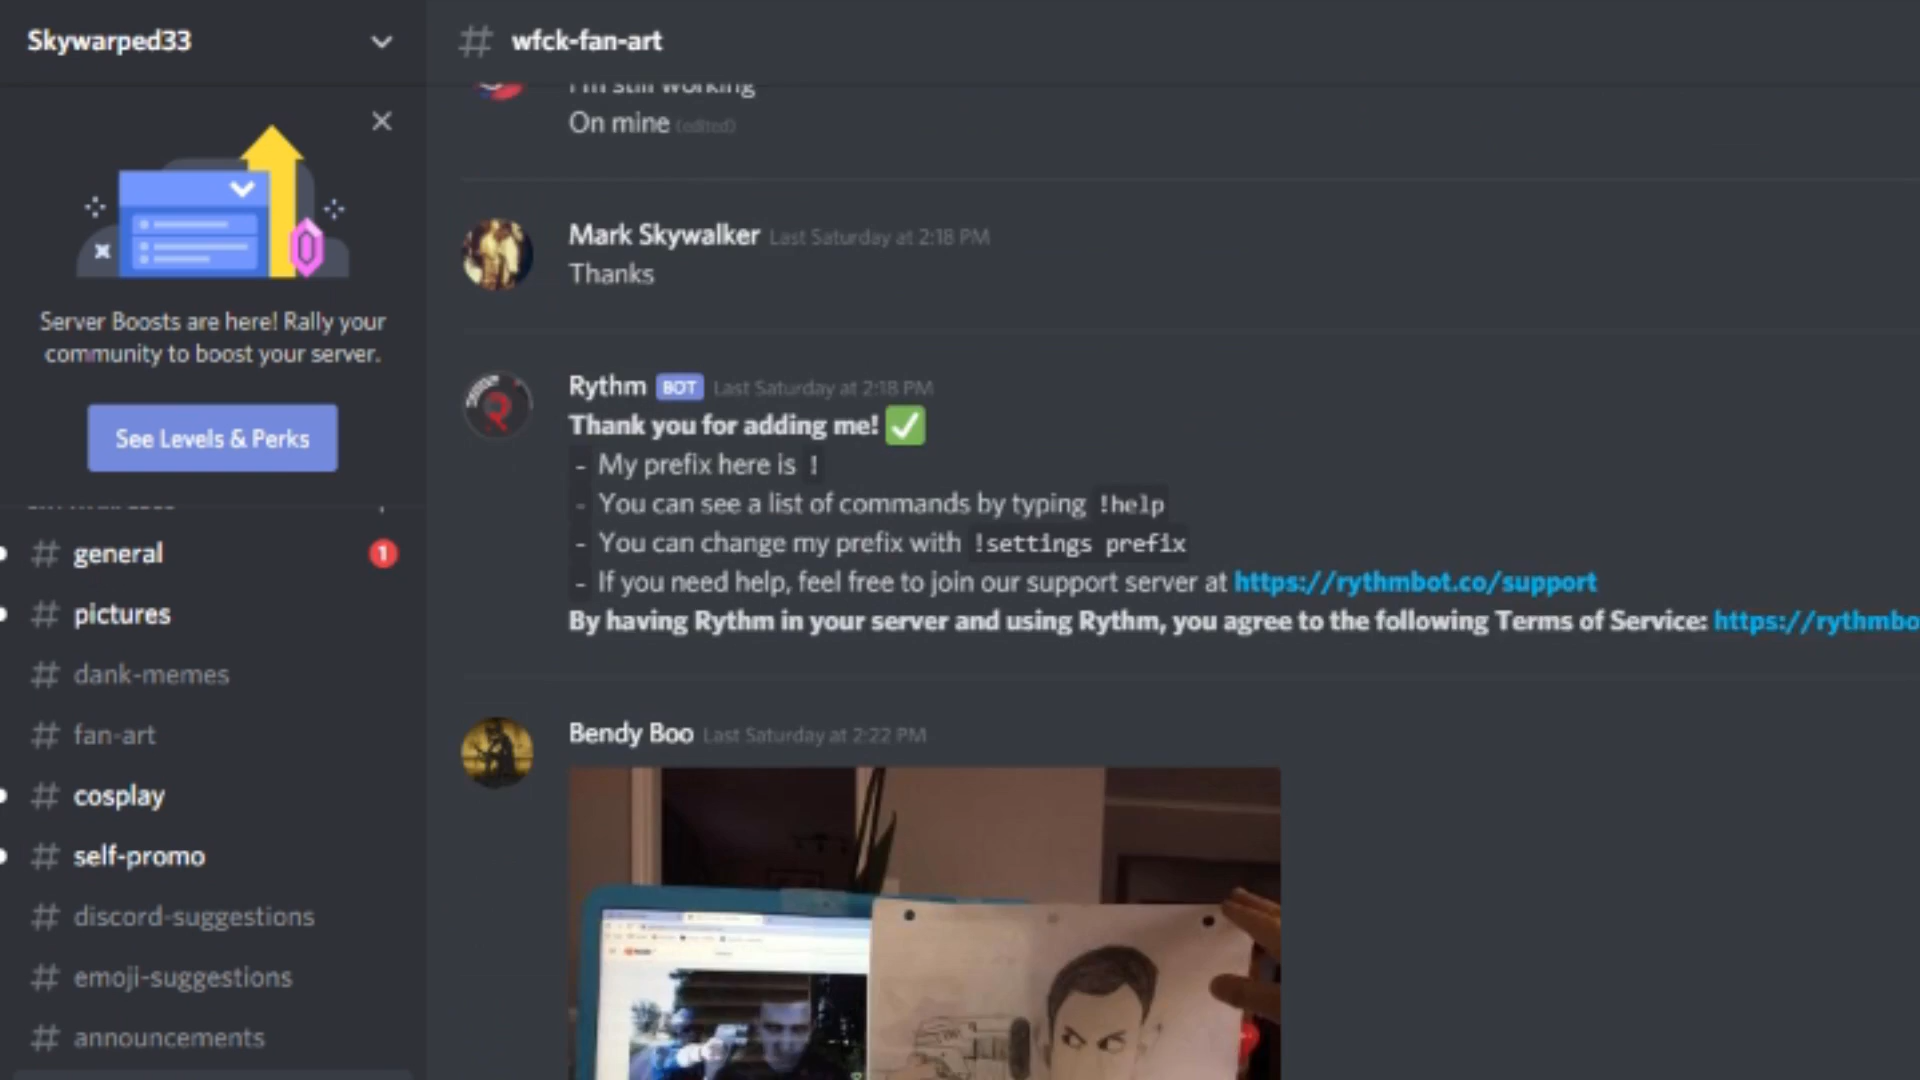 Skywarped33
Server Boosts are here! Rally your
community to boost your server.
See Levels & Perks
general
1
pictures
dank-memes
fan-art
cosplay
self-promo
discord-suggestions
emoji-suggestions
announcements
# wfck-fan-art
I'm still working
On mine (edited)
Mark Skywalker Last Saturday at 2:18 PM
Thanks
Rythm BOT Last Saturday at 2:18 PM
Thank you for adding me!
- My prefix here is !
- You can see a list of commands by typing !help
- You can change my prefix with !settings prefix
- If you need help, feel free to join our support server at https://rythmbot.co/support
By having Rythm in your server and using Rythm, you agree to the following Terms of Service: https://rythmbo
Bendy Boo Last Saturday at 2:22 PM